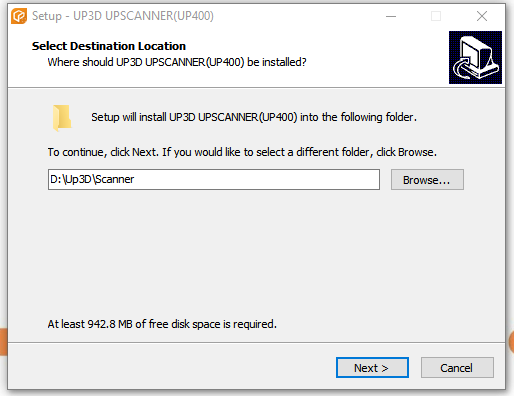 Setup - UP3D UPSCANNER(UP400)
Select Destination Location
Where should UP3D UPSCANNER(UP400) be installed?
Setup will install UP3D UPSCANNER(UP400) into the following folder.
To continue, click Next. If you would like to select a different folder, click Browse.
D:\Up3D\Scanner
Browse...
At least 942.8 MB of free disk space is required.
Next >
Cancel